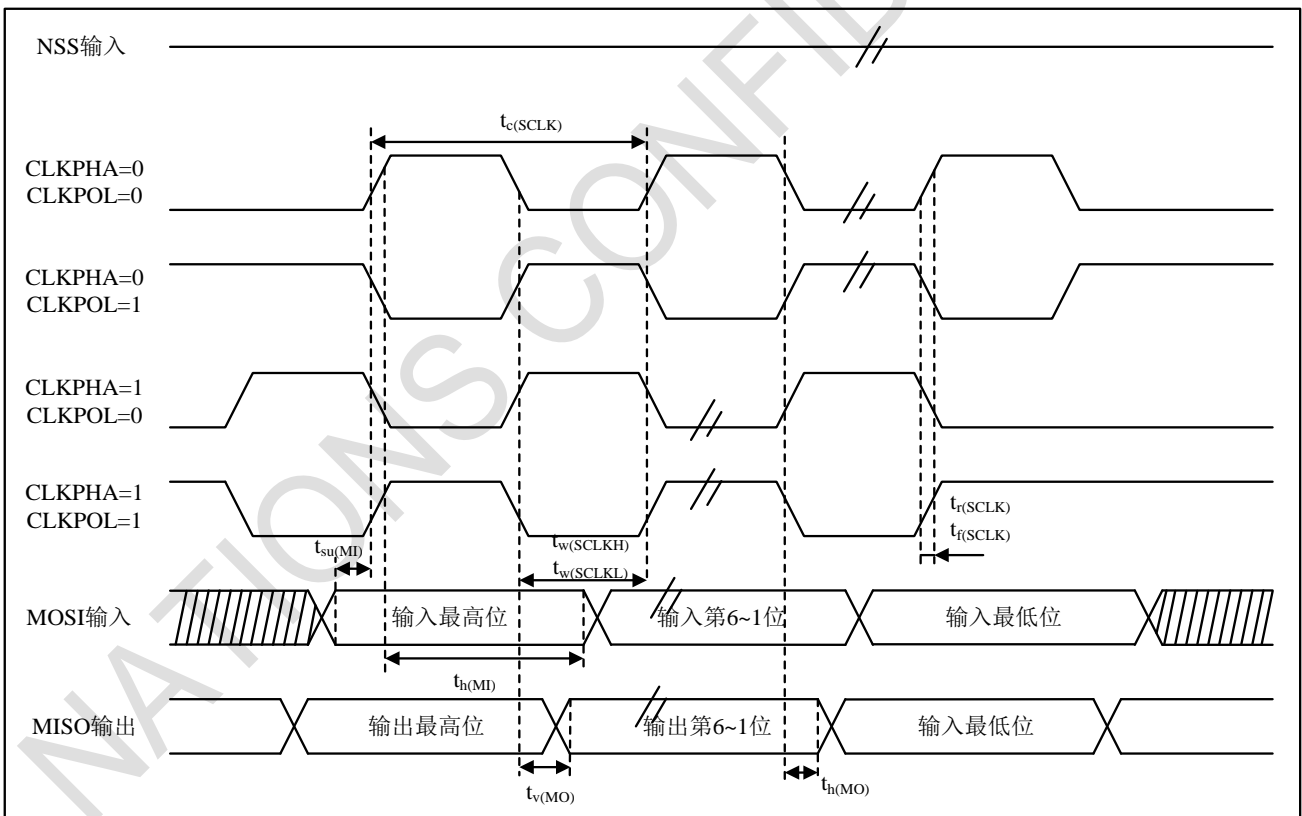 NSS输入
tc(SCLK)
CLKPHA=0
CLKPOL=0
CLKPHA=0
CLKPOL=1
CLKPHA=1
CLKPOL=0
CLKPHA=1
CLKPOL=1
tr(SCLK)
tf(SCLK)
tsu(MI)
tw(SCLKH)
tw(SCLKL)
MOSI输入
输入最高位
输入第6~1位
输入最低位
th(MI)
MISO输出
输出最高位
输出第6~1位
输入最低位
tv(MO)
th(MO)
NATIONS CONFID